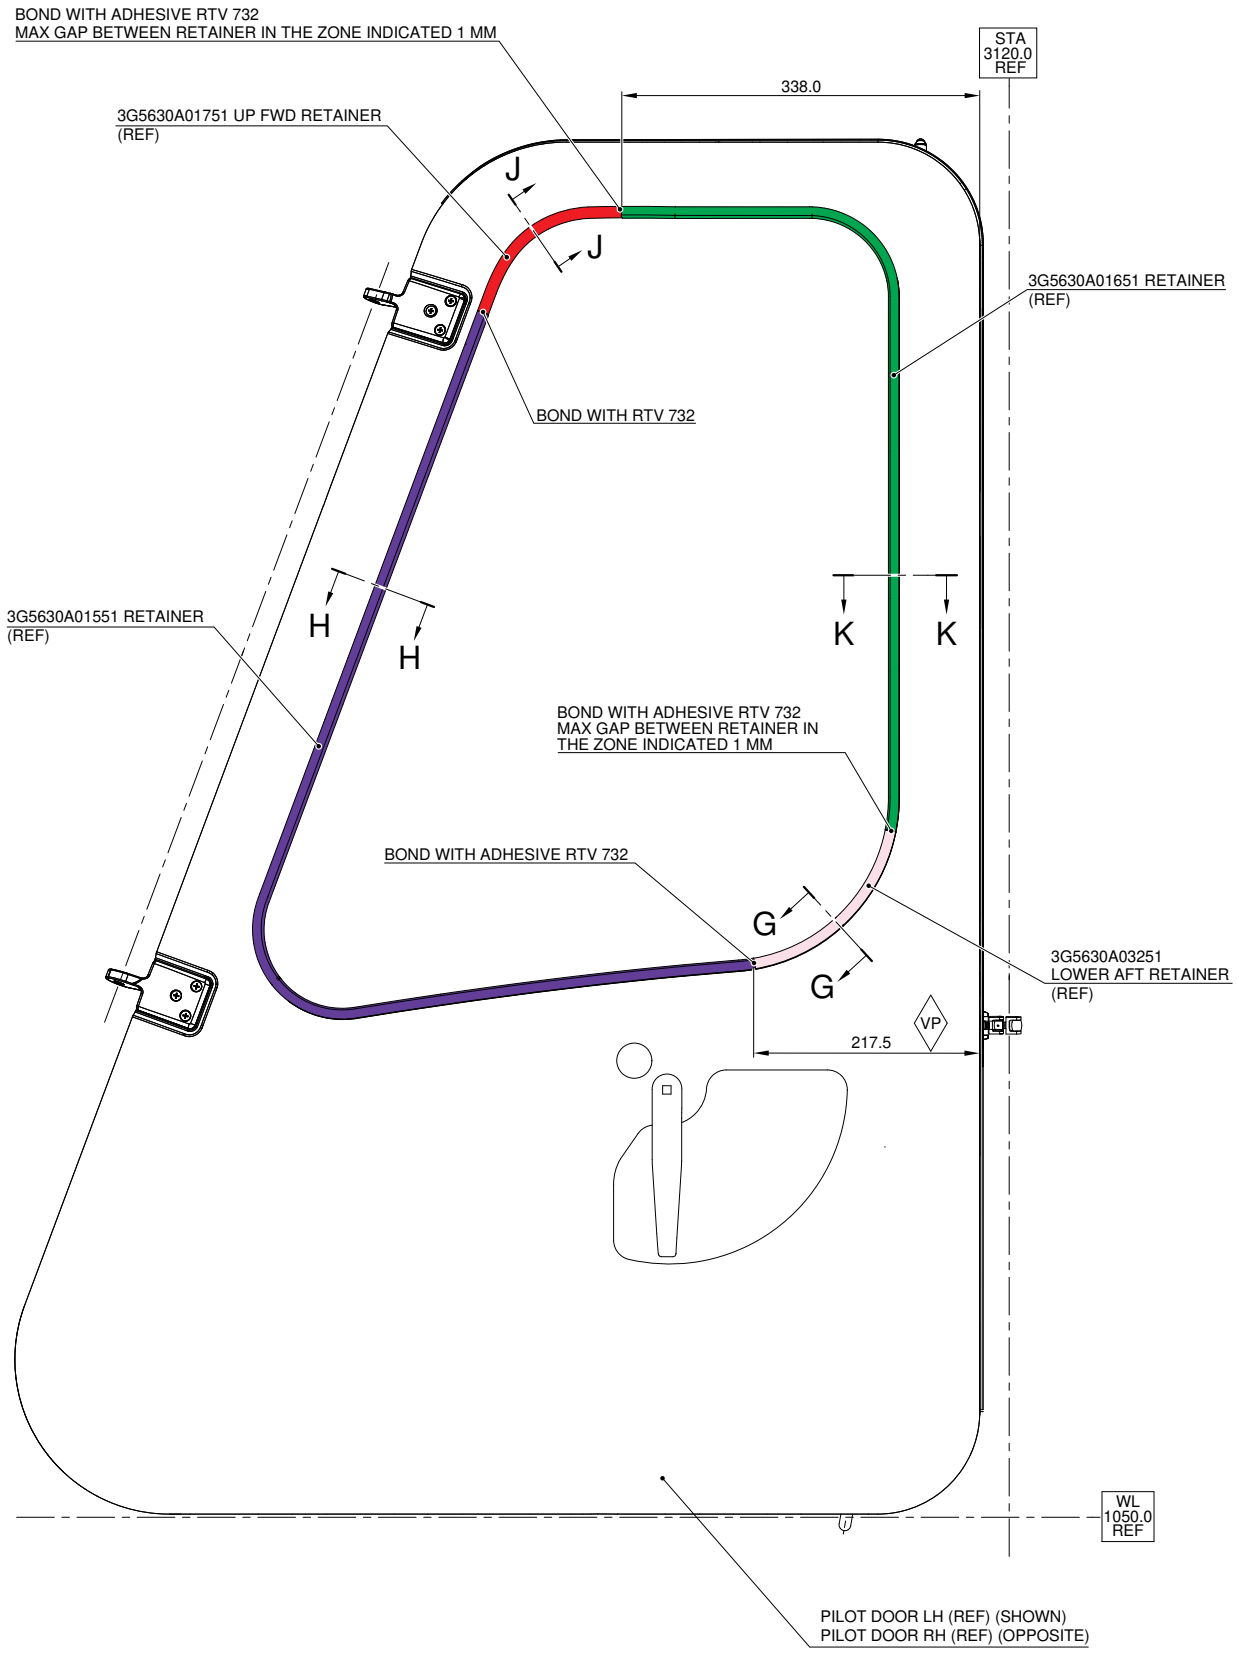 BOND WITH ADHESIVE RTV 732
MAX GAP BETWEEN RETAINER IN THE ZONE INDICATED 1 MM
STA
3120.0
REF
338.0
3G5630A01751 UP FWD RETAINER
(REF)
J
J
3G5630A01651 RETAINER
(REF)
BOND WITH RTV 732
3G5630A01551 RETAINER
(REF)
H
H
K
K
BOND WITH ADHESIVE RTV 732
MAX GAP BETWEEN RETAINER IN
THE ZONE INDICATED 1 MM
BOND WITH ADHESIVE RTV 732
G
G
3G5630A03251
LOWER AFT RETAINER
(REF)
VP
217.5
WL
1050.0
REF
PILOT DOOR LH (REF) (SHOWN)
PILOT DOOR RH (REF) (OPPOSITE)